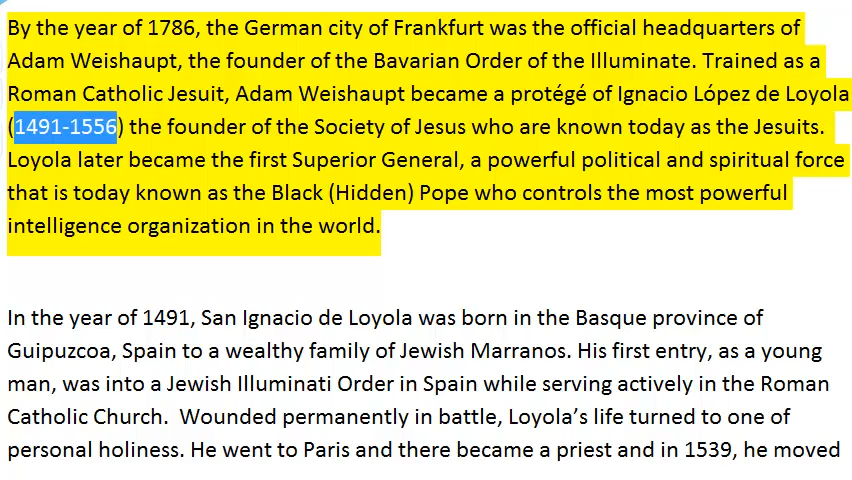 By the year of 1786, the German city of Frankfurt was the official headquarters of
Adam Weishaupt, the founder of the Bavarian Order of the Illuminate. Trained as a
Roman Catholic Jesuit, Adam Weishaupt became a protégé of Ignacio López de Loyola
(1491-1556) the founder of the Society of Jesus who are known today as the Jesuits.
Loyola later became the first Superior General, a powerful political and spiritual force
that is today known as the Black (Hidden) Pope who controls the most powerful
intelligence organization in the world.
In the year of 1491, San Ignacio de Loyola was born in the Basque province of
Guipuzcoa, Spain to a wealthy family of Jewish Marranos. His first entry, as a young
man, was into a Jewish Illuminati Order in Spain while serving actively in the Roman
Catholic Church.  Wounded permanently in battle, Loyola’s life turned to one of
personal holiness. He went to Paris and there became a priest and in 1539, he moved